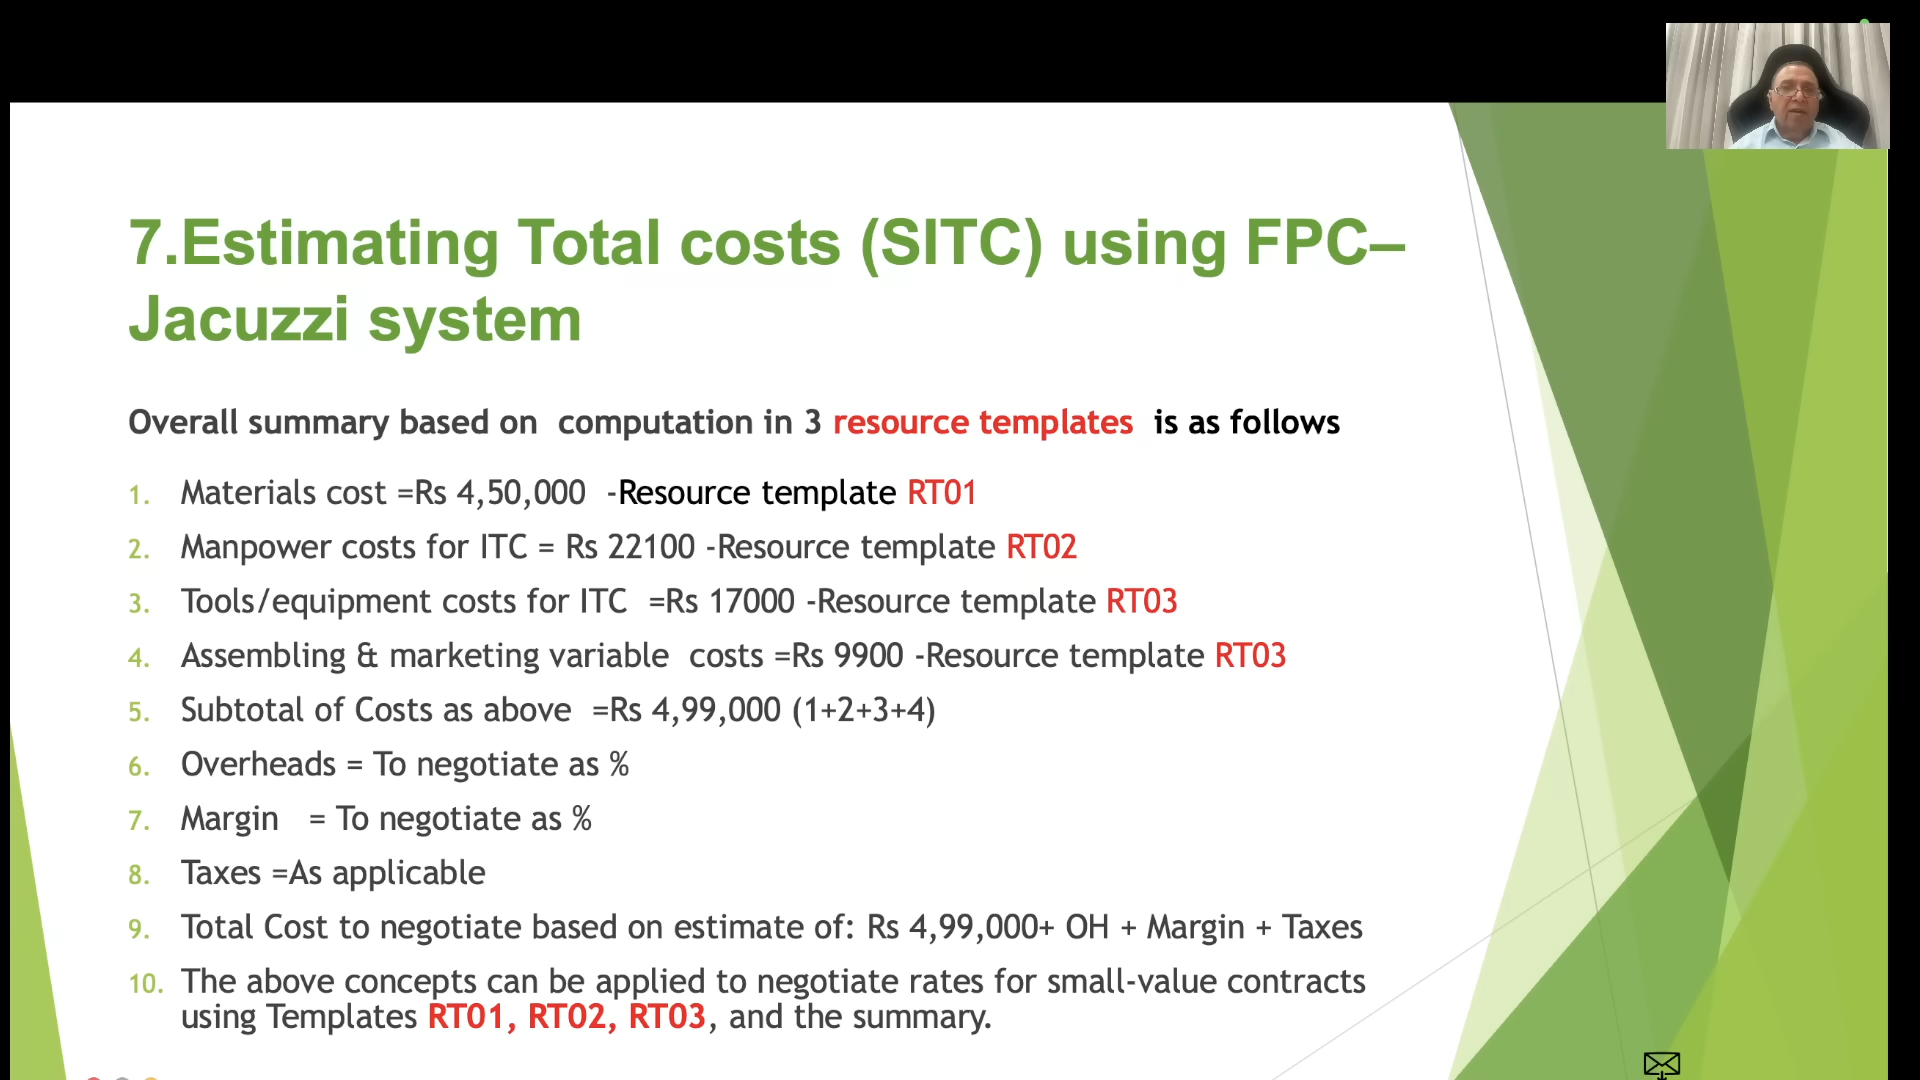 7.Estimating Total costs (SITC) using FPC–
Jacuzzi system
Overall summary based on computation in 3 resource templates is as follows
1. Materials cost =Rs 4,50,000 -Resource template RT01
2. Manpower costs for ITC = Rs 22100 -Resource template RT02
3. Tools/equipment costs for ITC =Rs 17000 -Resource template RT03
4. Assembling & marketing variable costs =Rs 9900 -Resource template RT03
5. Subtotal of Costs as above =Rs 4,99,000 (1+2+3+4)
6. Overheads = To negotiate as %
7. Margin = To negotiate as %
8. Taxes =As applicable
9. Total Cost to negotiate based on estimate of: Rs 4,99,000+ OH + Margin + Taxes
10. The above concepts can be applied to negotiate rates for small-value contracts
using Templates RT01, RT02, RT03, and the summary.